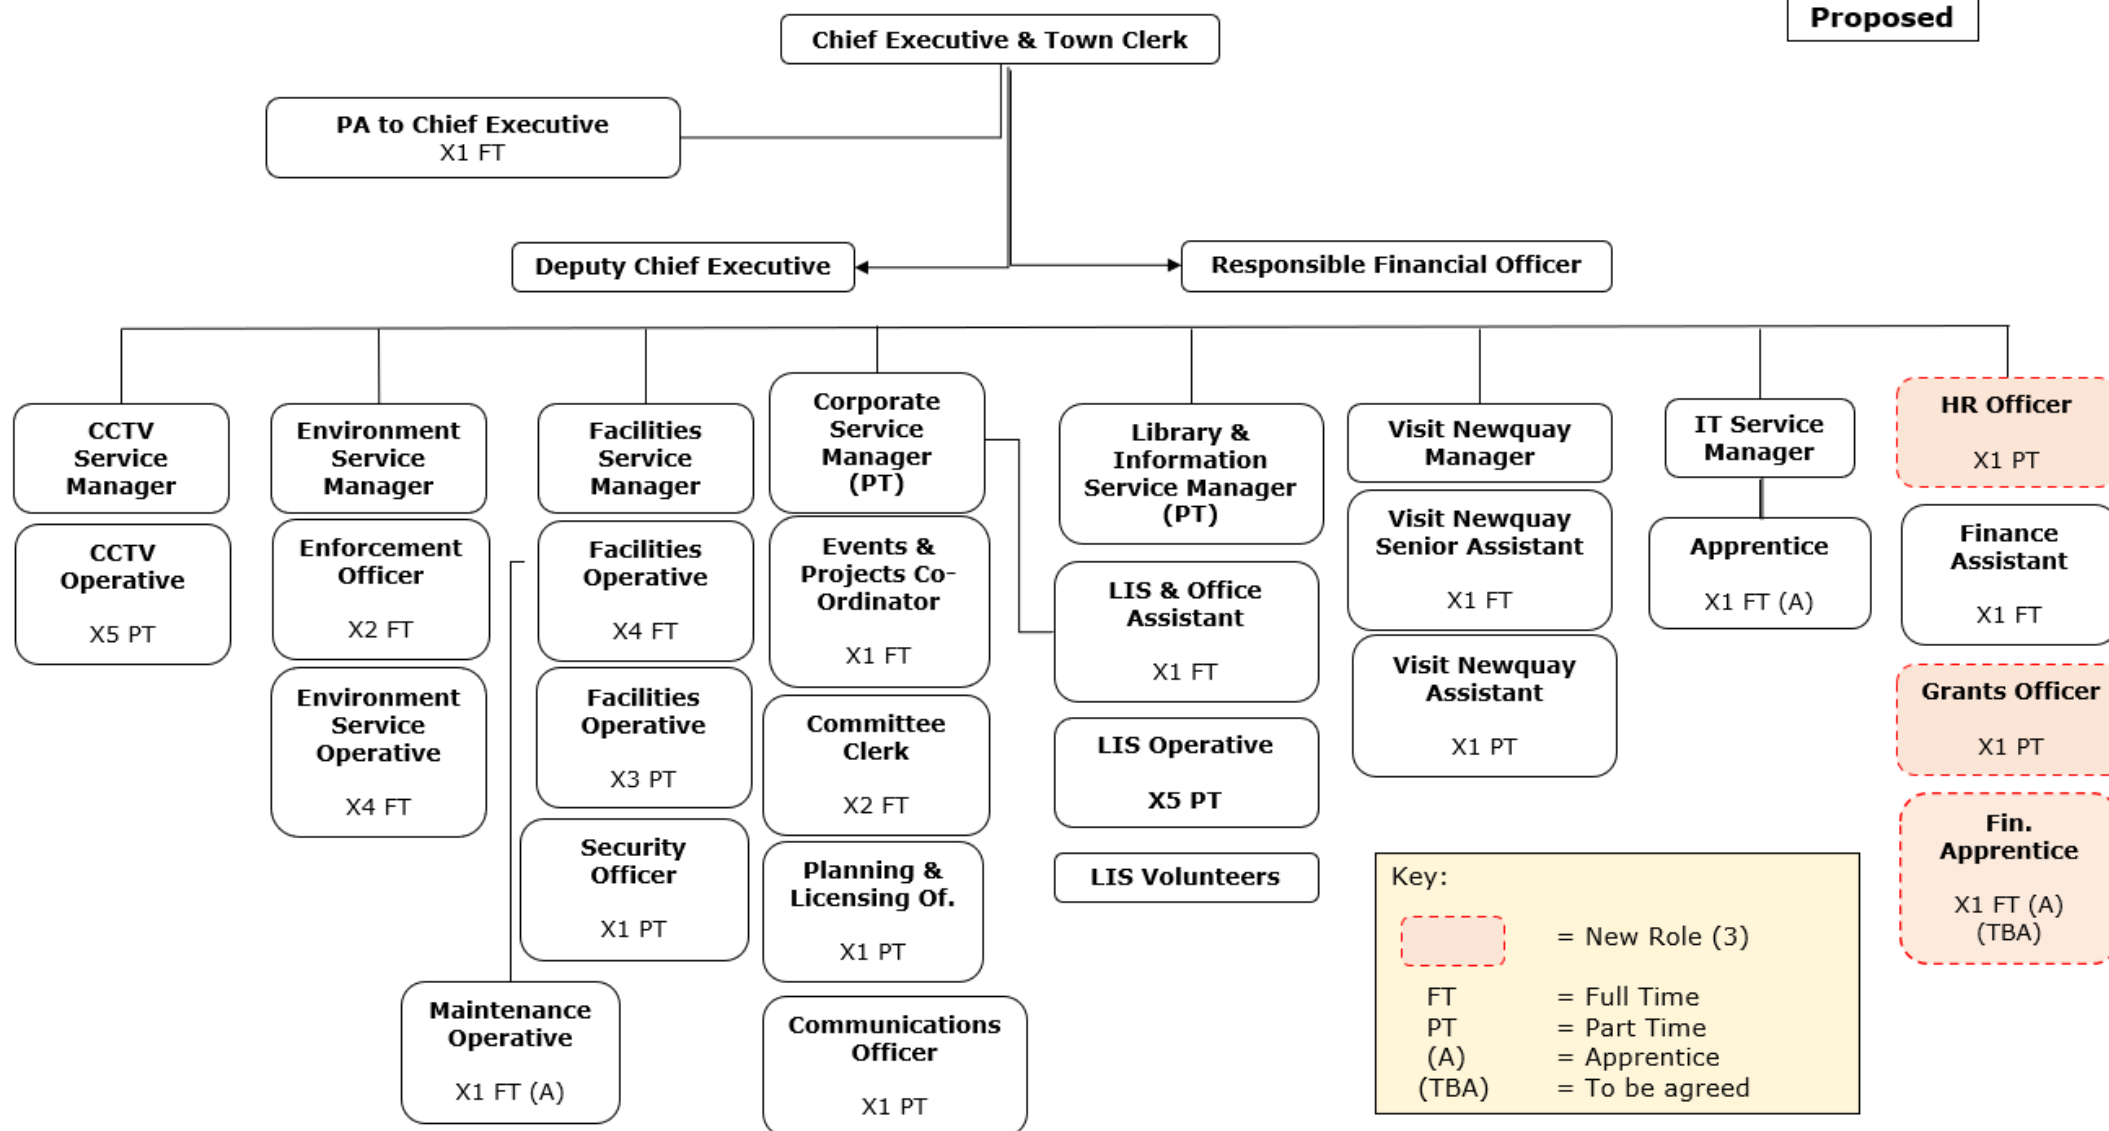 Proposed
Chief Executive & Town Clerk
PA to Chief Executive
X1 FT
Deputy Chief Executive
Responsible Financial Officer
CCTV
Service
Manager
CCTV
Operative
X5 PT
Environment
Service
Manager
Enforcement
Officer
X2 FT
Environment
Service
Operative
X4 FT
Facilities
Service
Manager
Facilities
Operative
X4 FT
Facilities
Operative
X3 PT
Security
Officer
X1 PT
Maintenance
Operative
X1 FT (A)
Corporate
Service
Manager
(PT)
Events &
Projects Co-
Ordinator
X1 FT
Committee
Clerk
X2 FT
Planning &
Licensing Of.
X1 PT
Communications
Officer
X1 PT
Library &
Information
Service Manager
(PT)
LIS & Office
Assistant
X1 FT
LIS Operative
X5 PT
LIS Volunteers
Visit Newquay
Manager
Visit Newquay
Senior Assistant
X1 FT
Visit Newquay
Assistant
X1 PT
IT Service
Manager
Apprentice
X1 FT (A)
HR Officer
X1 PT
Finance
Assistant
X1 FT
Grants Officer
X1 PT
Fin.
Apprentice
X1 FT (A)
(TBA)
Key:
= New Role (3)
FT = Full Time
PT = Part Time
(A) = Apprentice
(TBA) = To be agreed